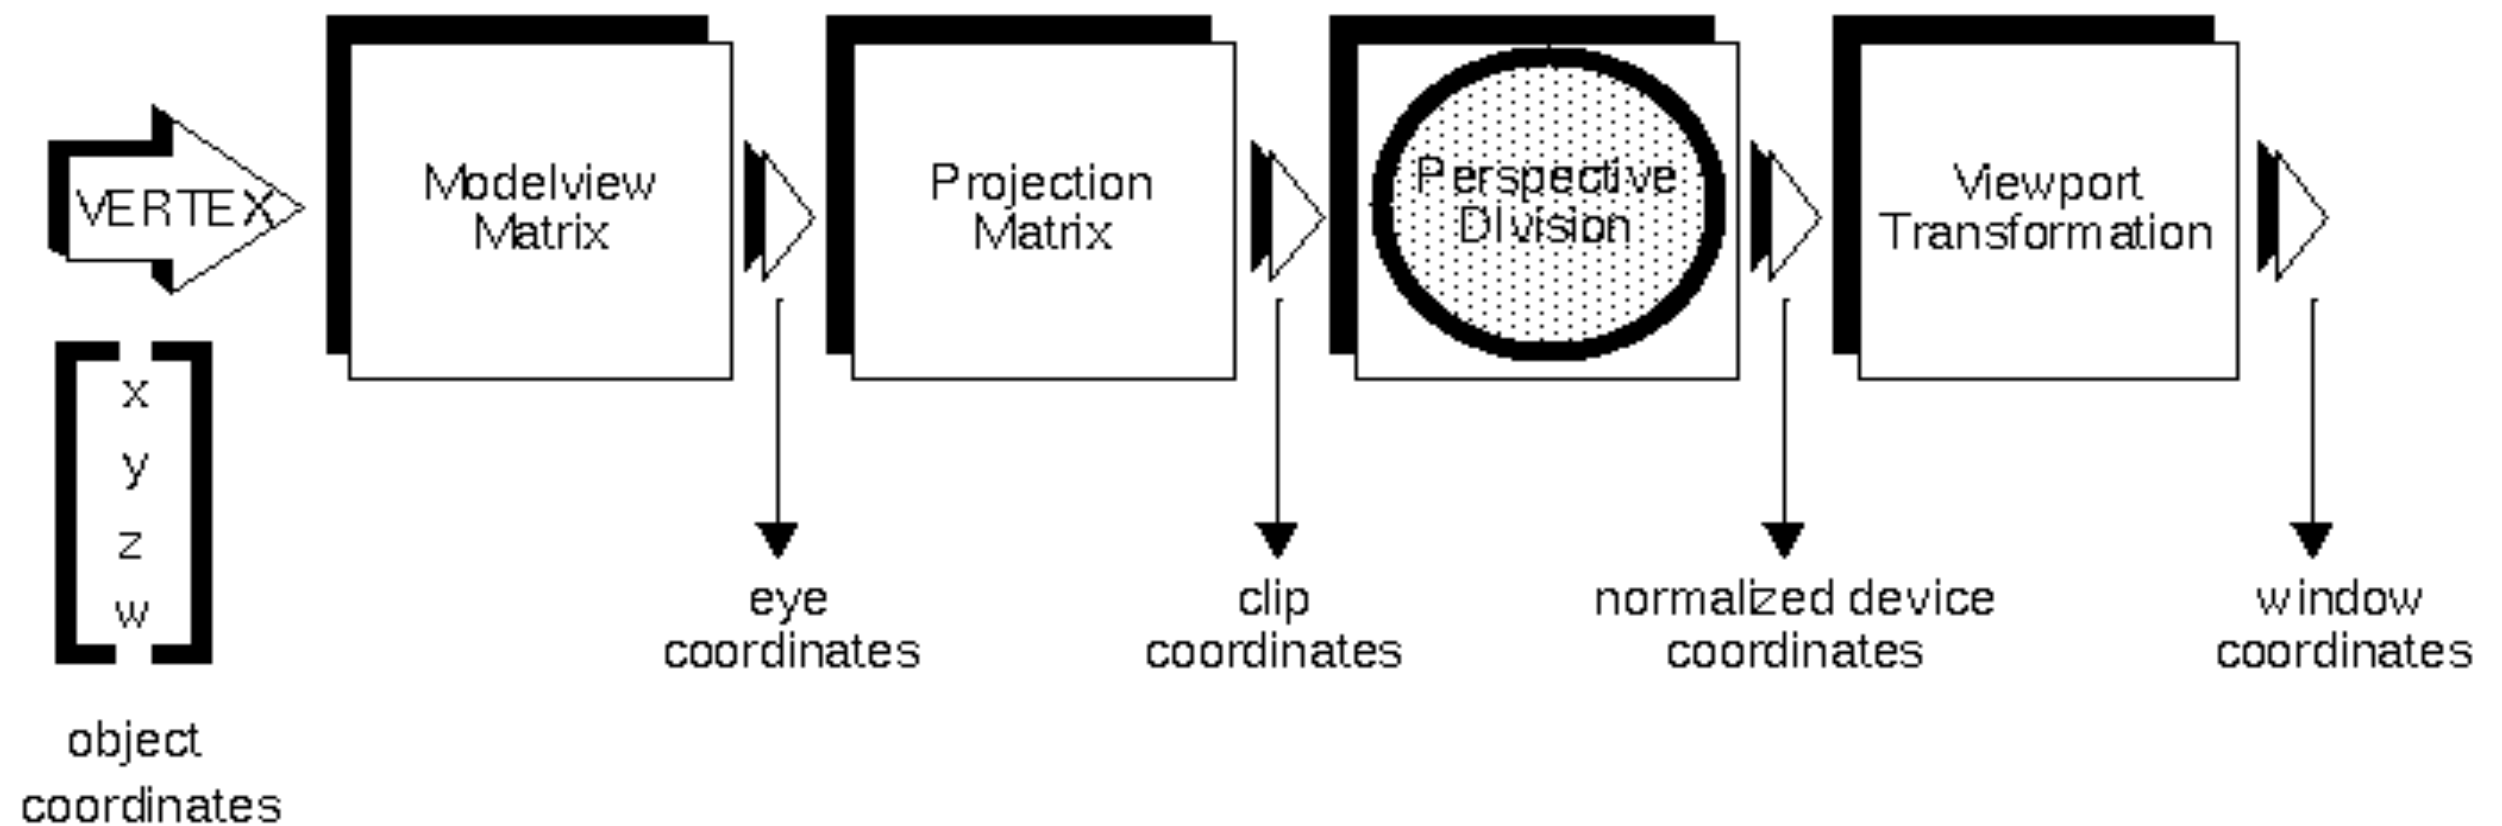 VERTEX
Modelview
Matrix
Projection
Matrix
Perspective
Division
Viewport
Transformation
x
y
z
w
eye
coordinates
clip
coordinates
normalized device
coordinates
window
coordinates
object
coordinates